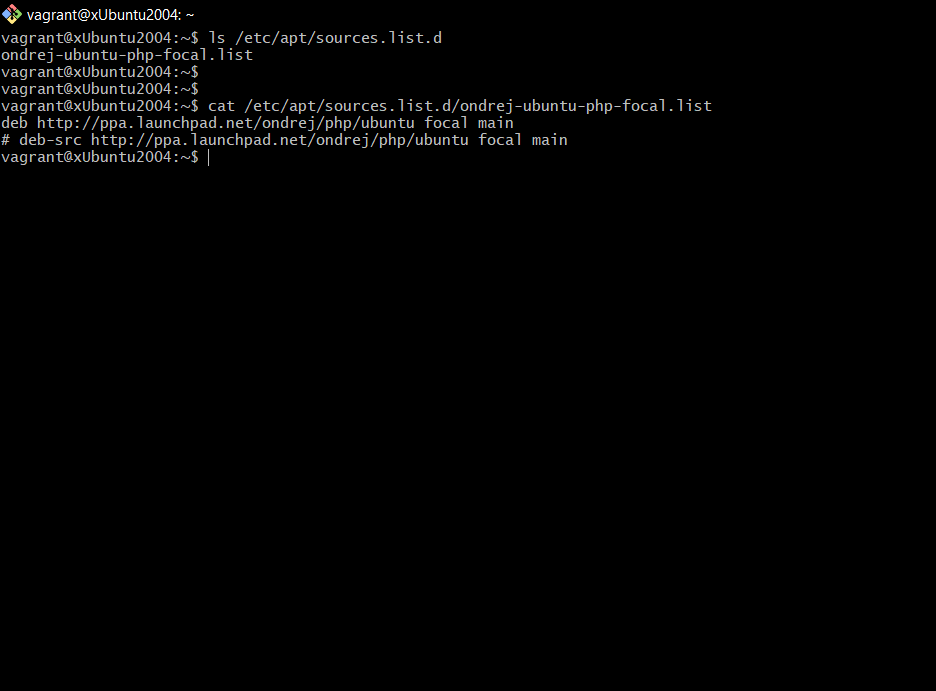 vagrant@xUbuntu2004: ~
vagrant@xUbuntu2004:~$ ls /etc/apt/sources.list.d
ondrej-ubuntu-php-focal.list
vagrant@xUbuntu2004:~$
vagrant@xUbuntu2004:~$
vagrant@xUbuntu2004:~$ cat /etc/apt/sources.list.d/ondrej-ubuntu-php-focal.list
deb http://ppa.launchpad.net/ondrej/php/ubuntu focal main
# deb-src http://ppa.launchpad.net/ondrej/php/ubuntu focal main
vagrant@xUbuntu2004:~$